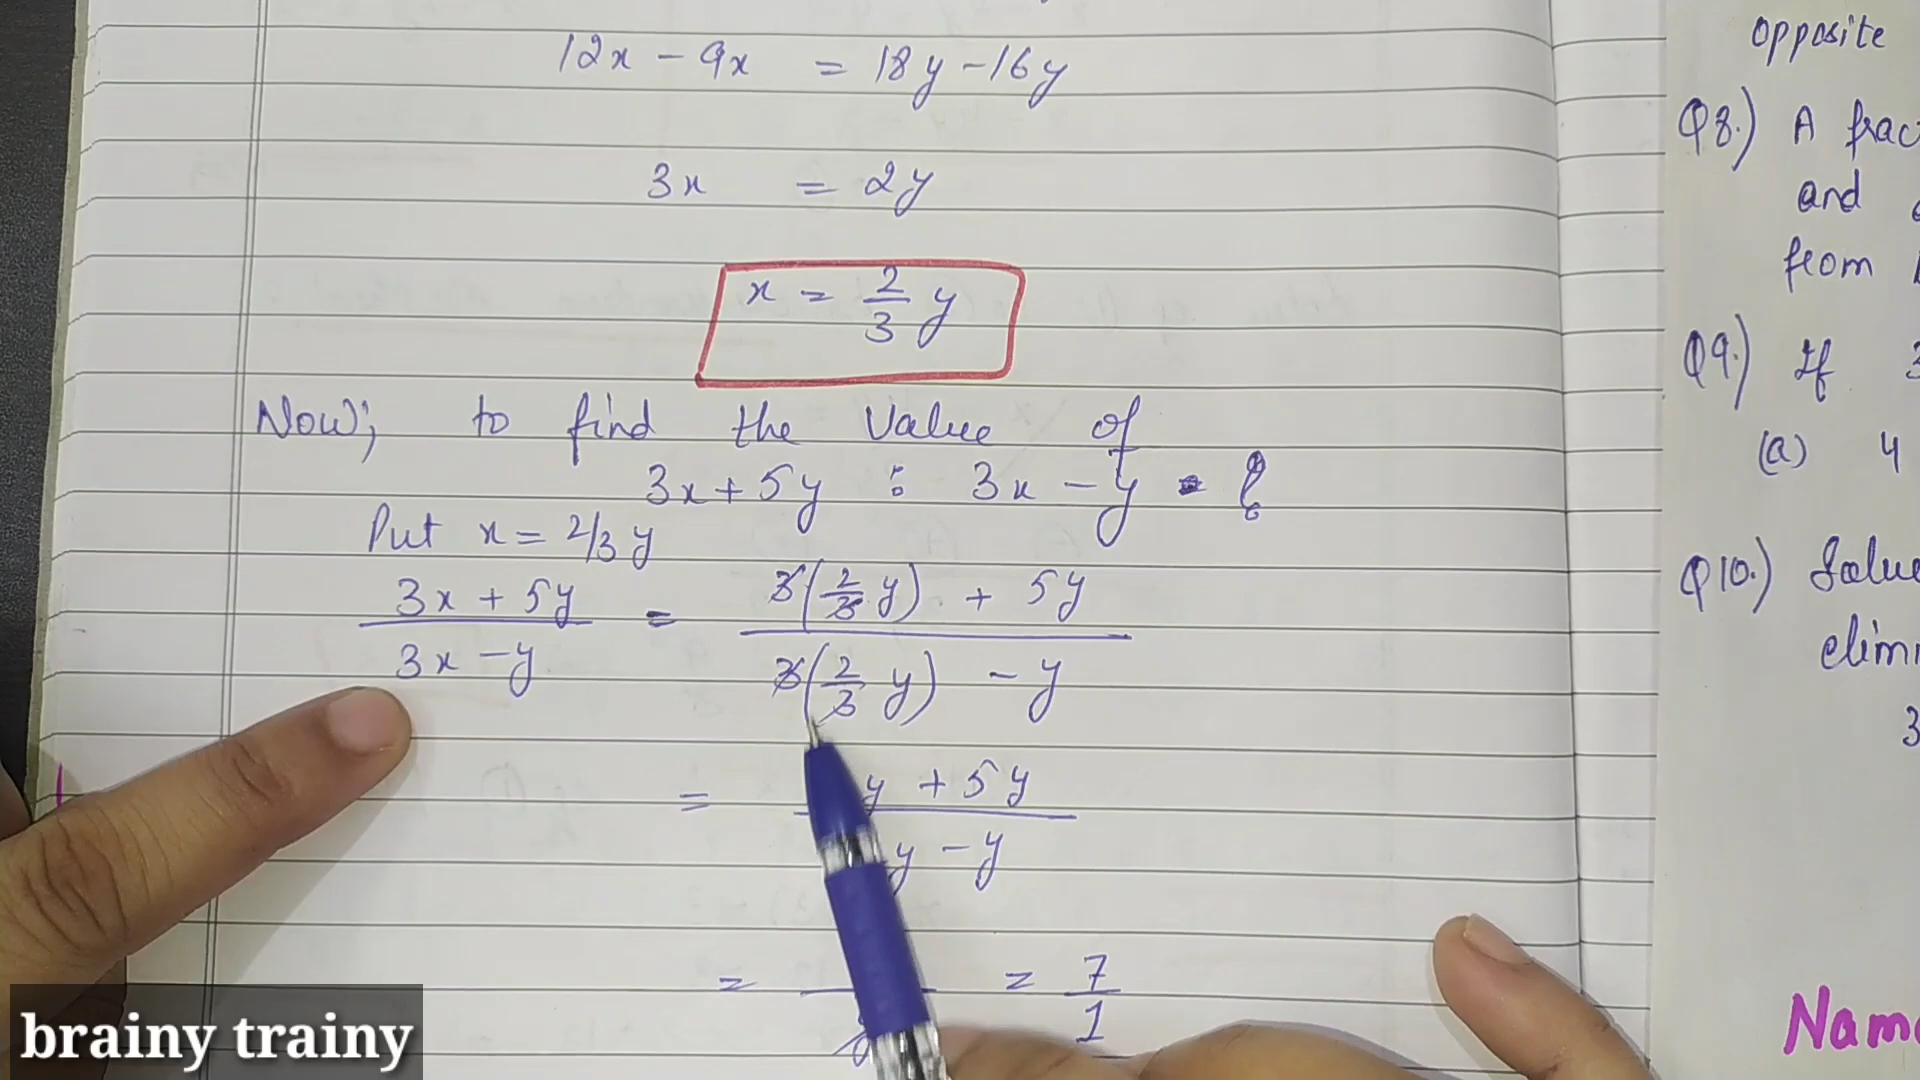 12x - 9x = 18y - 16y
3x = 2y
x = 2/3 y
Now; to find the value of
3x + 5y : 3x - y = ?
Put x = 2/3 y
(3x + 5y)/(3x - y) = (3(2/3 y) + 5y)/(3(2/3 y) - y)
= (y + 5y)/(y - y)
= = 7/1
opposite
Q8.) A frac
and
from
Q9.) If 3
(a) 4
Q10.) Solve
elimi
3
Name
brainy trainy